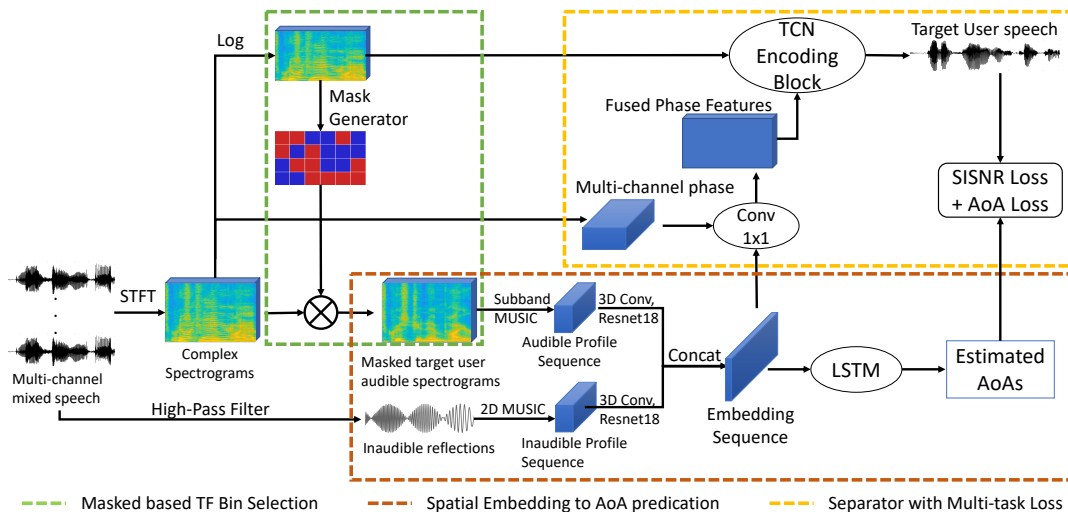 Log
Mask
Generator
TCN
Encoding
Block
Target User speech
Fused Phase Features
Multi-channel phase
Conv
1x1
SISNR Loss
+ AoA Loss
STFT
Complex
Spectrograms
Multi-channel
mixed speech
Masked target user
audible spectrograms
Subband
MUSIC
Audible Profile
Sequence
3D Conv,
Resnet18
Concat
Embedding
Sequence
LSTM
Estimated
AoAs
High-Pass Filter
Inaudible reflections
2D MUSIC
Inaudible Profile
Sequence
3D Conv,
Resnet18
Masked based TF Bin Selection
Spatial Embedding to AoA predication
Separator with Multi-task Loss